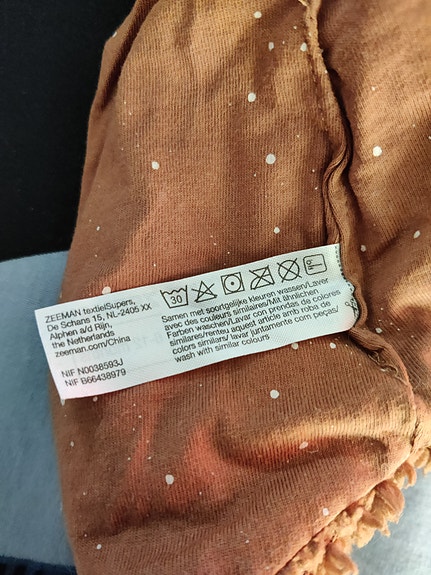 ZEEMAN textielSupers,
De Schans 15, NL-2405 XX
Alphen a/d Rijn,
the Netherlands
zeeman.com/China
NIF N0038593J
NIF B66438979
30
Samen met soortgelijke kleuren wassen/Laver
avec des couleurs similaires/Mit ähnlichen
Farben waschen/Lavar con prendas de colores
similares/renteu aquest article amb roba de
colors similars/ lavar juntamente com peças/
wash with similar colours